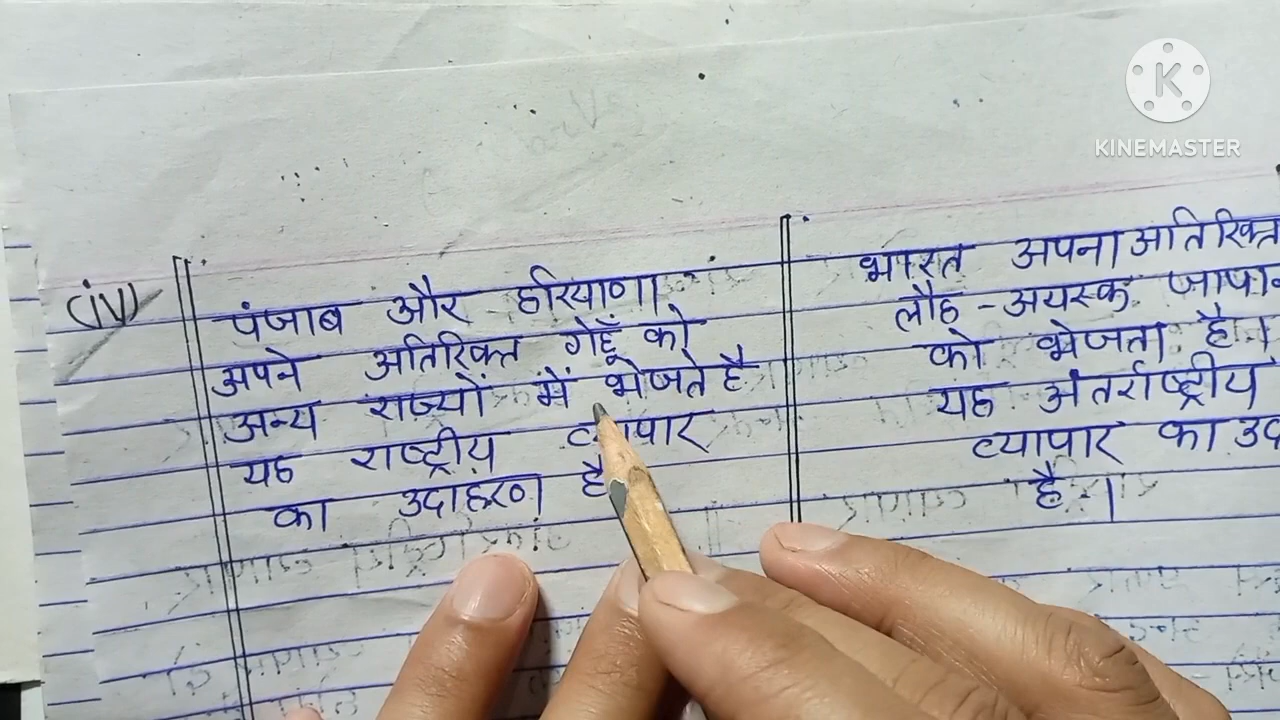 KINEMASTER
(iv)
पंजाब और हरियाणा
अपने अतिरिक्त गेहूँ को
अन्य राज्यों में भेजते है
यह राष्ट्रीय व्यापार
का उदाहरण है
भारत अपना अतिरिक्त
लौह - अयस्क जापान
को भेजता है।
यह अंतर्राष्ट्रीय
व्यापार का
है।